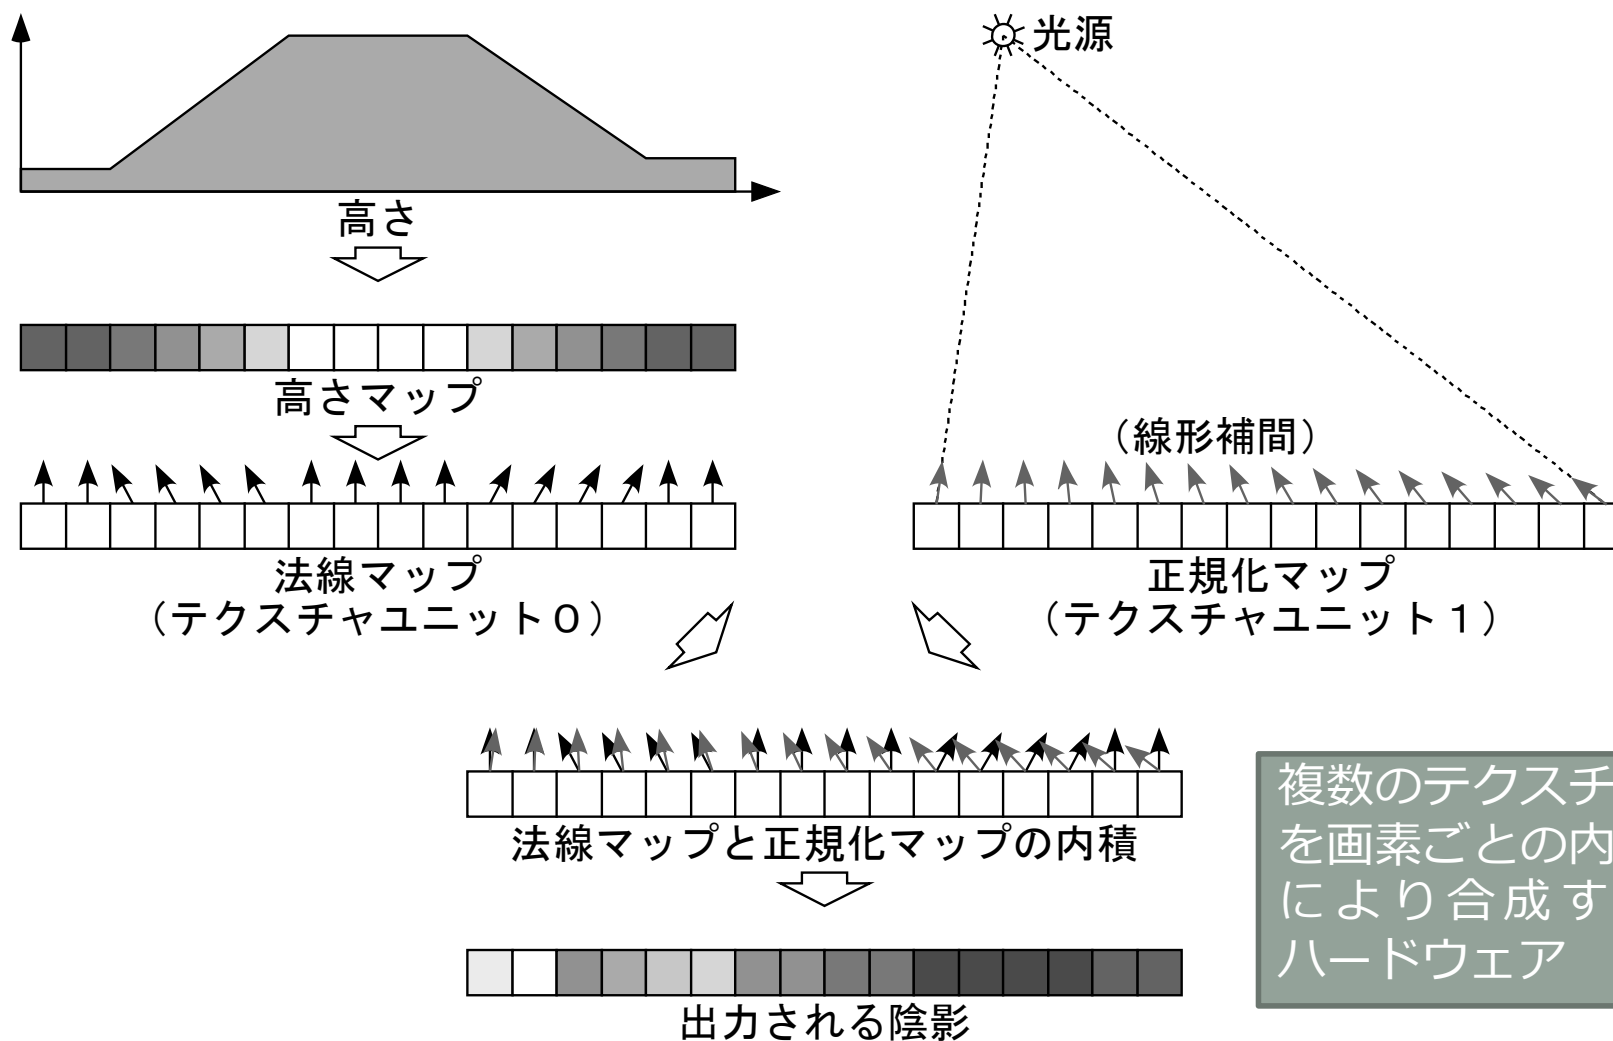 光源
高さ
高さマップ
（線形補間）
法線マップ
（テクスチャユニット０）
正規化マップ
（テクスチャユニット１）
法線マップと正規化マップの内積
複数のテクスチ
を画素ごとの内
により合成す
ハードウェア
出力される陰影